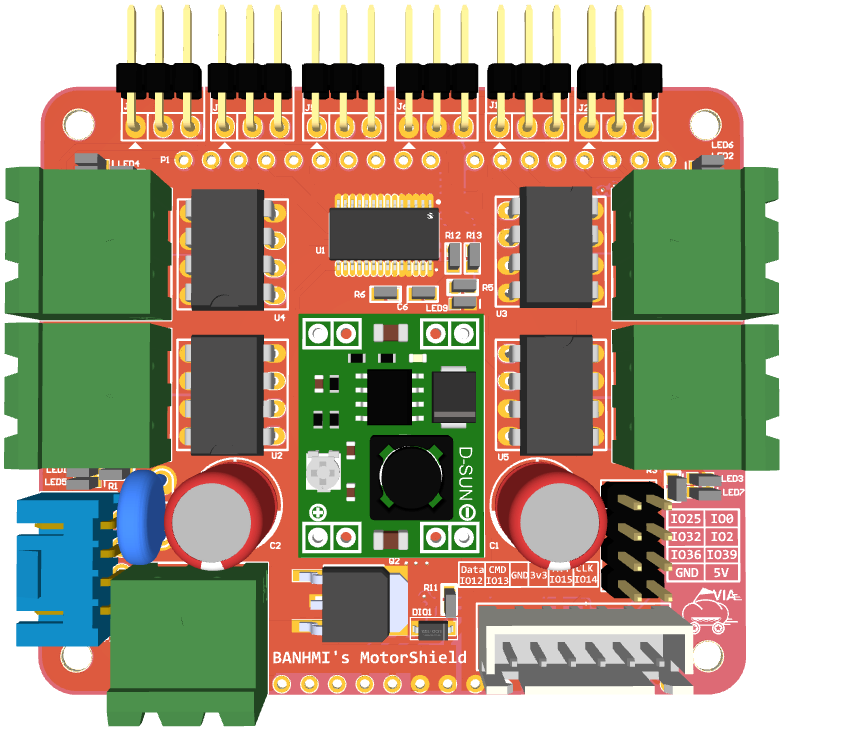 P1
LED4
LED6
LED2
U1
R12 R13
R6
C6
R5
LED9
U4
U3
U2
U5
LED5
R1
R3
LED3
LED7
D-SUN
C2
C1
Q2
R11
DIO1
IO25 IO0
IO32 IO2
IO36 IO39
GND 5V
Data CMD GND 3v3 CLK
IO12 IO13 IO15 IO14
VIA
BANHMI's MotorShield